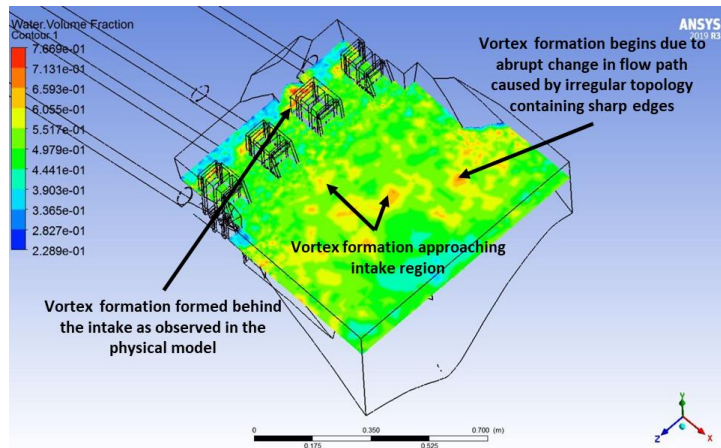 Water.Volume Fraction
Contour 1
7.669e-01
7.131e-01
6.593e-01
6.055e-01
5.517e-01
4.979e-01
4.441e-01
3.903e-01
3.365e-01
2.827e-01
2.289e-01
ANSYS
2019 R3
Vortex formation begins due to
abrupt change in flow path
caused by irregular topology
containing sharp edges
Vortex formation approaching
intake region
Vortex formation formed behind
the intake as observed in the
physical model
0
0.350
0.700 (m)
0.175
0.525
Y
Z
X